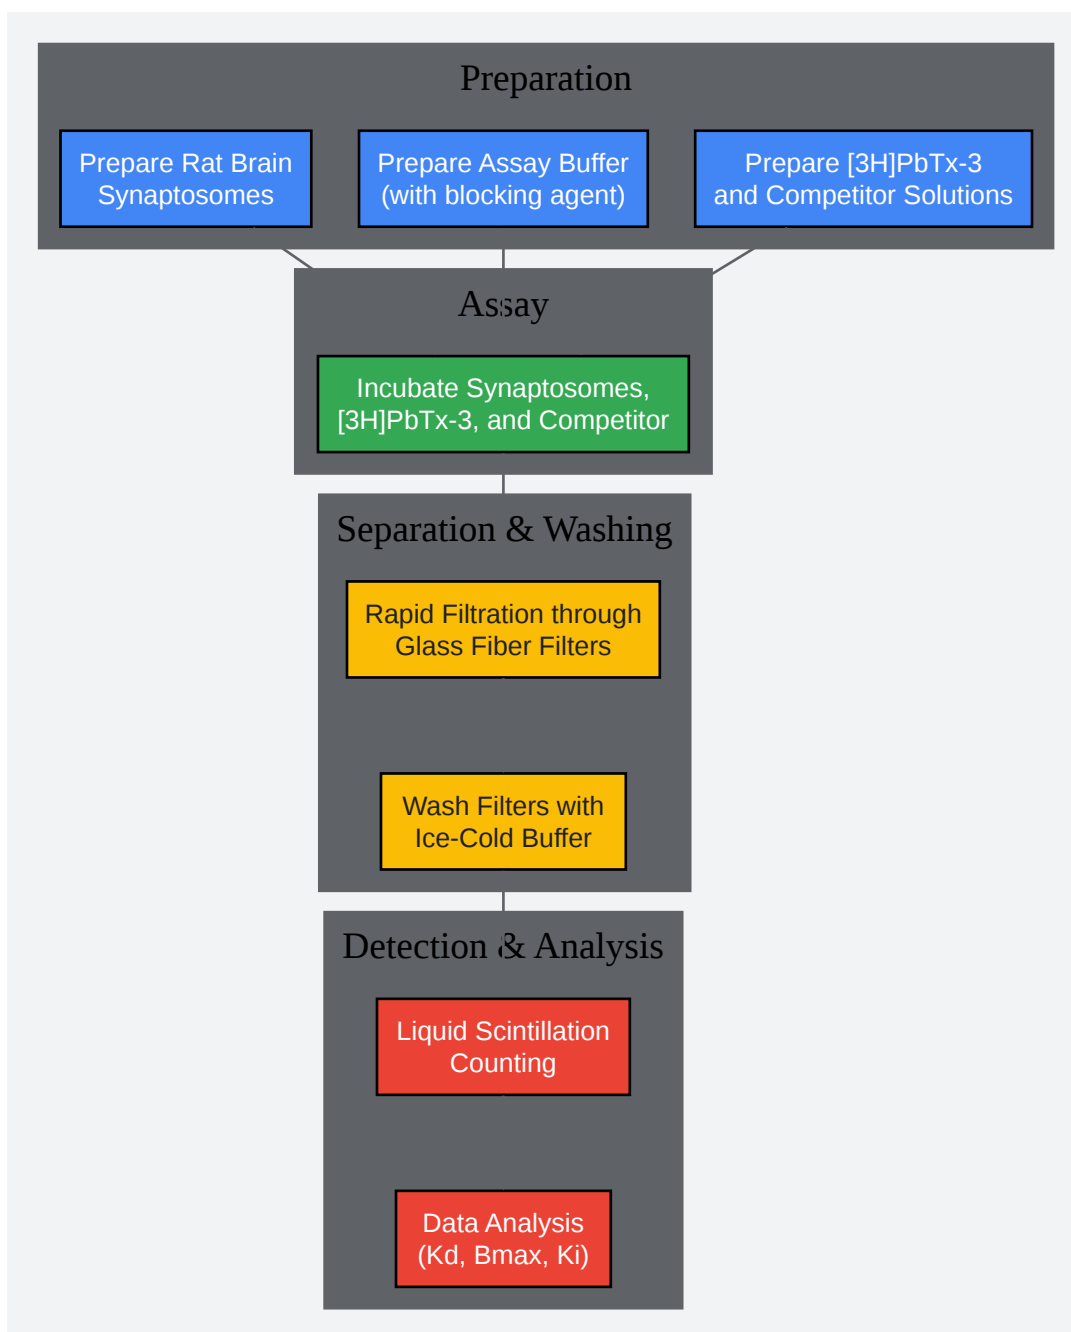 Preparation
Prepare Rat Brain
Synaptosomes
Prepare Assay Buffer
(with blocking agent)
Prepare [3H]PbTx-3
and Competitor Solutions
Assay
Incubate Synaptosomes,
[3H]PbTx-3, and Competitor
Separation & Washing
Rapid Filtration through
Glass Fiber Filters
Wash Filters with
Ice-Cold Buffer
Detection & Analysis
Liquid Scintillation
Counting
Data Analysis
(Kd, Bmax, Ki)